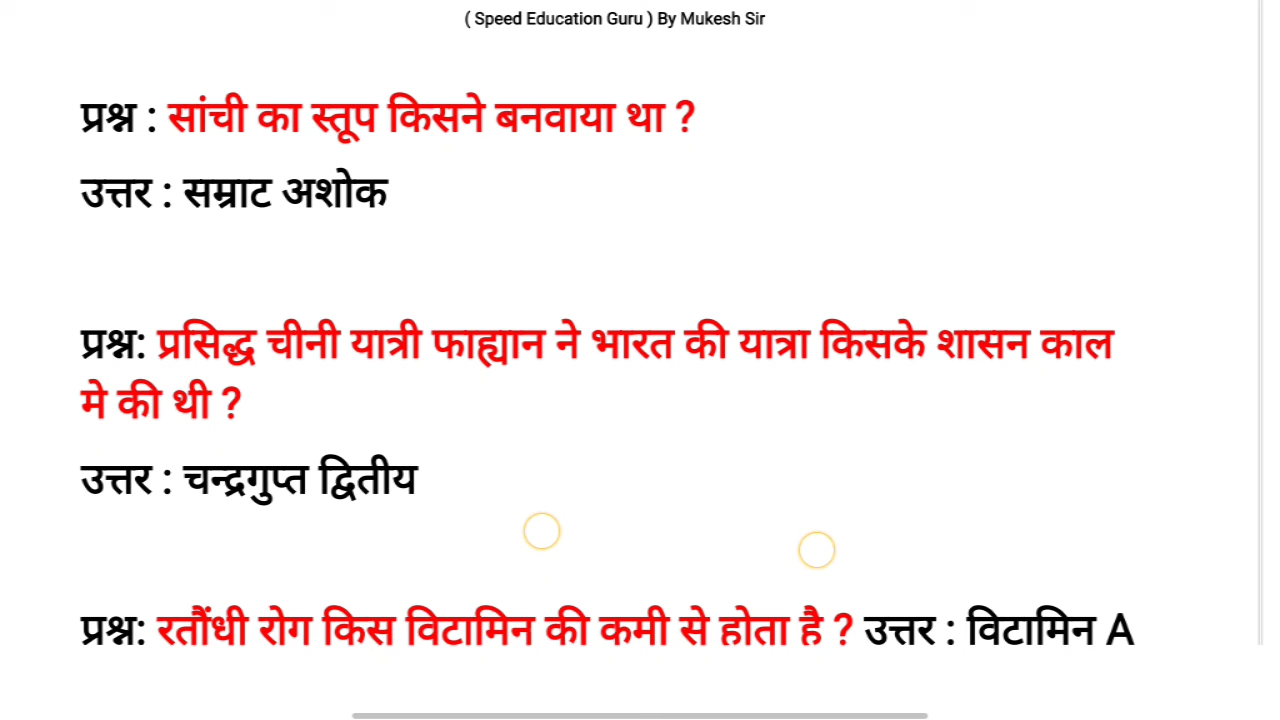 ( Speed Education Guru ) By Mukesh Sir
प्रश्न : सांची का स्तूप किसने बनवाया था ?
उत्तर : सम्राट अशोक
प्रश्न: प्रसिद्ध चीनी यात्री फाह्यान ने भारत की यात्रा किसके शासन काल
मे की थी ?
उत्तर : चन्द्रगुप्त द्वितीय
प्रश्न: रतौंधी रोग किस विटामिन की कमी से होता है ? उत्तर : विटामिन A